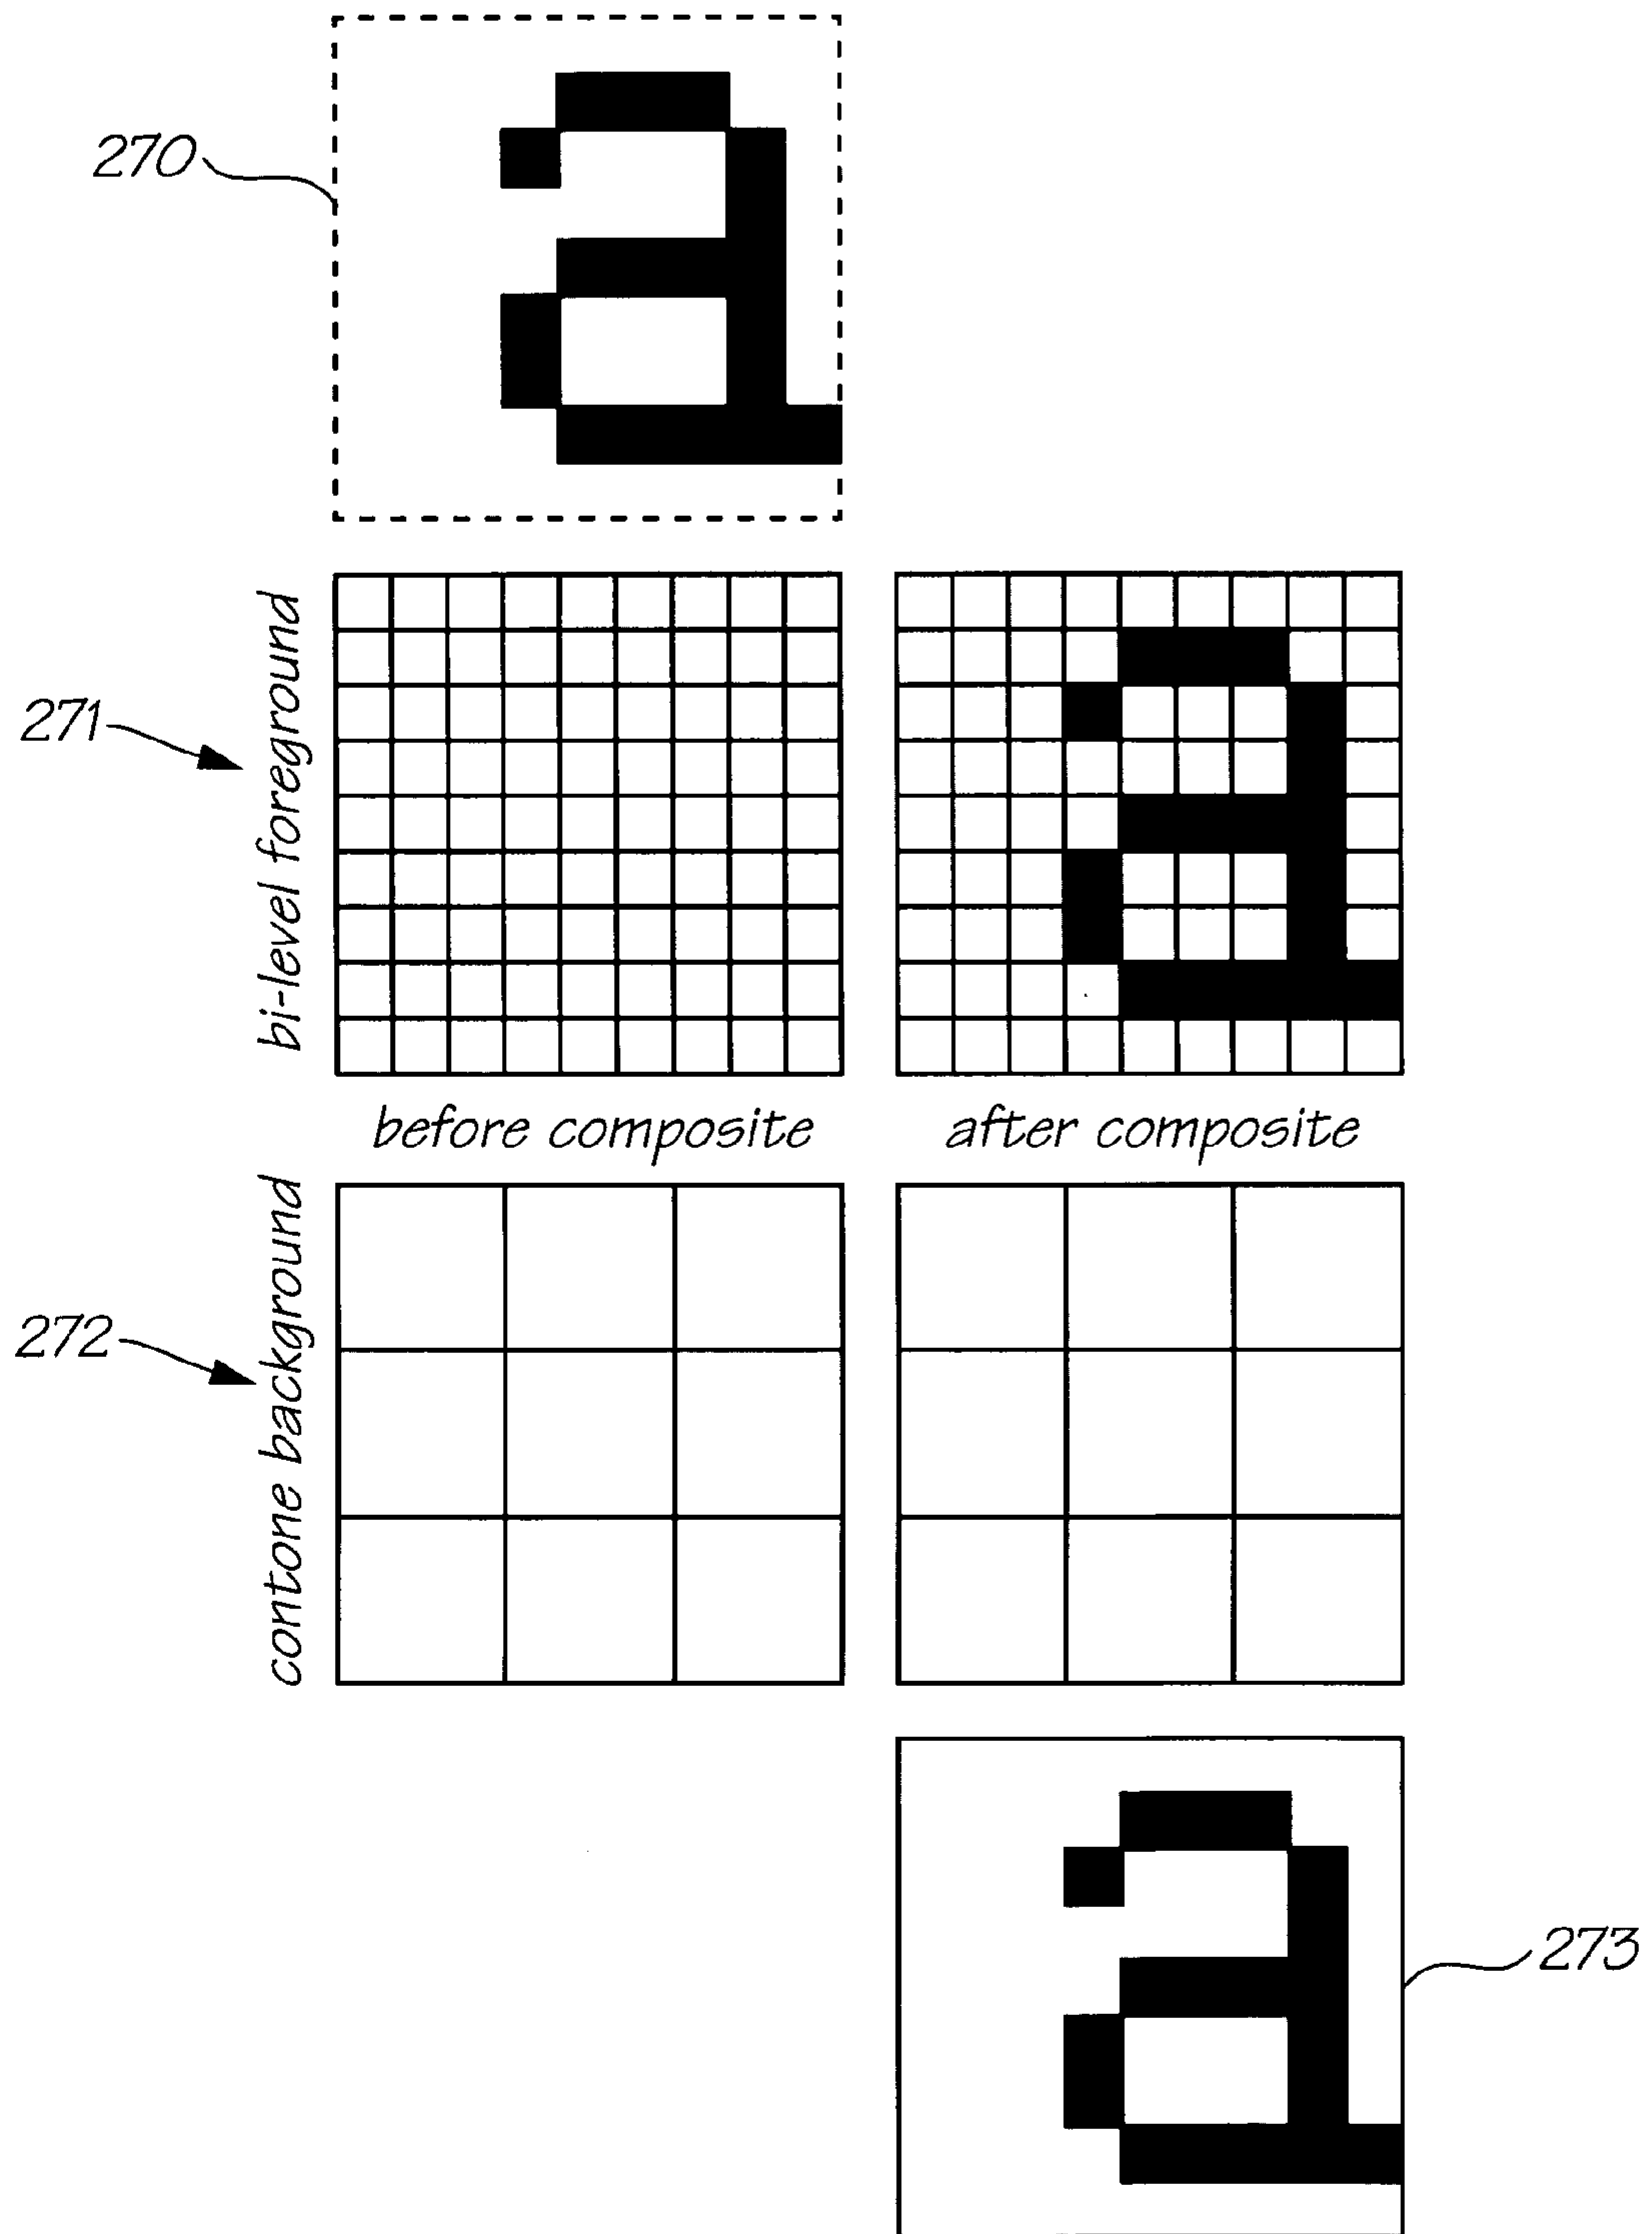 270
a
271
bi-level foreground
a
before composite
after composite
272
contone background
273
a